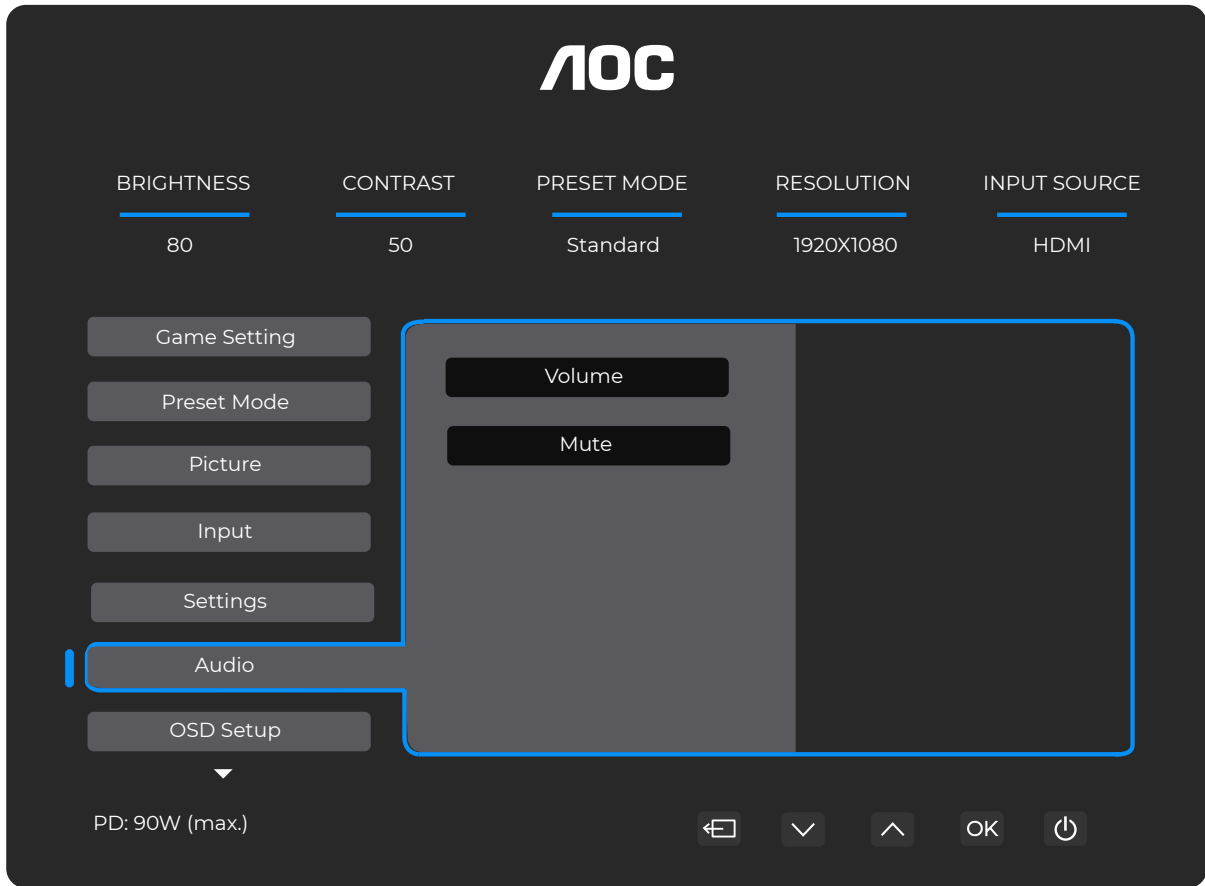 AOC
BRIGHTNESS CONTRAST PRESET MODE RESOLUTION INPUT SOURCE
80 50 Standard 1920X1080 HDMI
Game Setting
Volume
Preset Mode
Mute
Picture
Input
Settings
Audio
OSD Setup
PD: 90W (max.)
OK